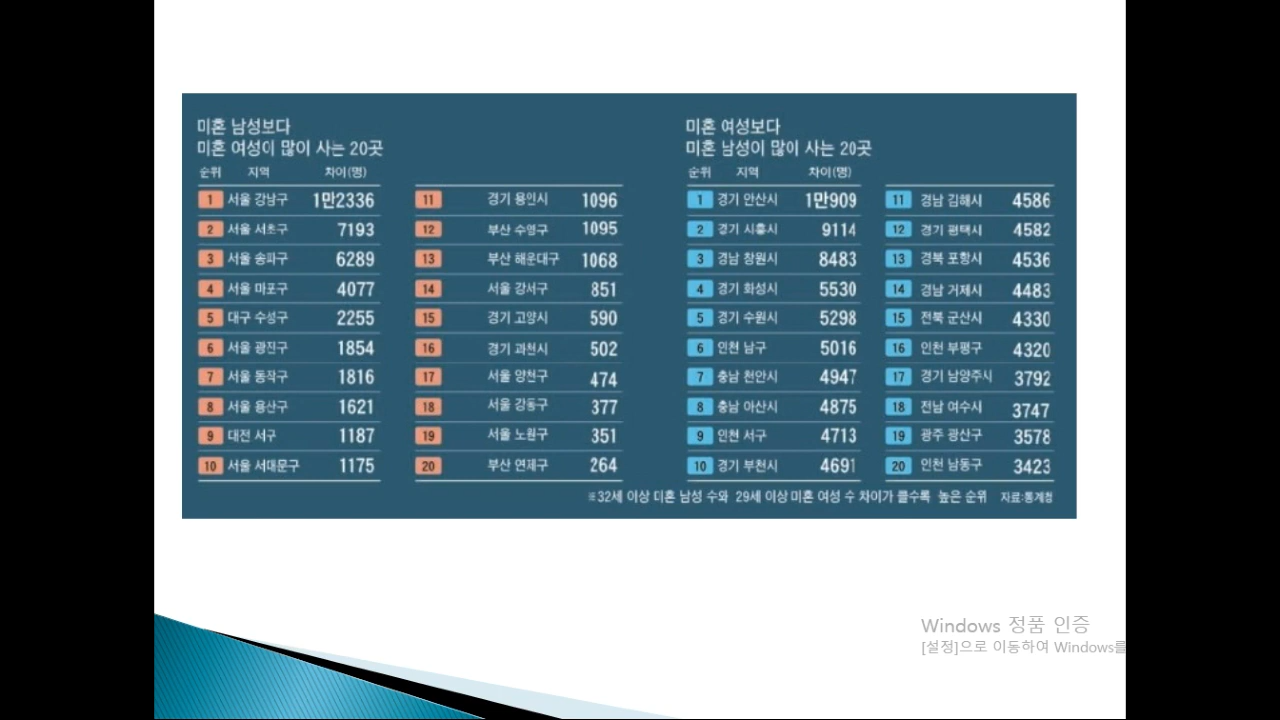 미혼 남성보다
미혼 여성이 많이 사는 20곳
순위 지역 차이(명)
1 서울 강남구 1만2336
2 서울 서초구 7193
3 서울 송파구 6289
4 서울 마포구 4077
5 대구 수성구 2255
6 서울 광진구 1854
7 서울 동작구 1816
8 서울 용산구 1621
9 대전 서구 1187
10 서울 서대문구 1175
11 경기 용인시 1096
12 부산 수영구 1095
13 부산 해운대구 1068
14 서울 강서구 851
15 경기 고양시 590
16 경기 과천시 502
17 서울 양천구 474
18 서울 강동구 377
19 서울 노원구 351
20 부산 연제구 264
미혼 여성보다
미혼 남성이 많이 사는 20곳
순위 지역 차이(명)
1 경기 안산시 1만909
2 경기 시흥시 9114
3 경남 창원시 8483
4 경기 화성시 5530
5 경기 수원시 5298
6 인천 남구 5016
7 충남 천안시 4947
8 충남 아산시 4875
9 인천 서구 4713
10 경기 부천시 4691
11 경남 김해시 4586
12 경기 평택시 4582
13 경북 포항시 4536
14 경남 거제시 4483
15 전북 군산시 4330
16 인천 부평구 4320
17 경기 남양주시 3792
18 전남 여수시 3747
19 광주 광산구 3578
20 인천 남동구 3423
※32세 이상 미혼 남성 수와 29세 이상 미혼 여성 수 차이가 클수록 높은 순위 자료:통계청
Windows 정품 인증
[설정]으로 이동하여 Windows를